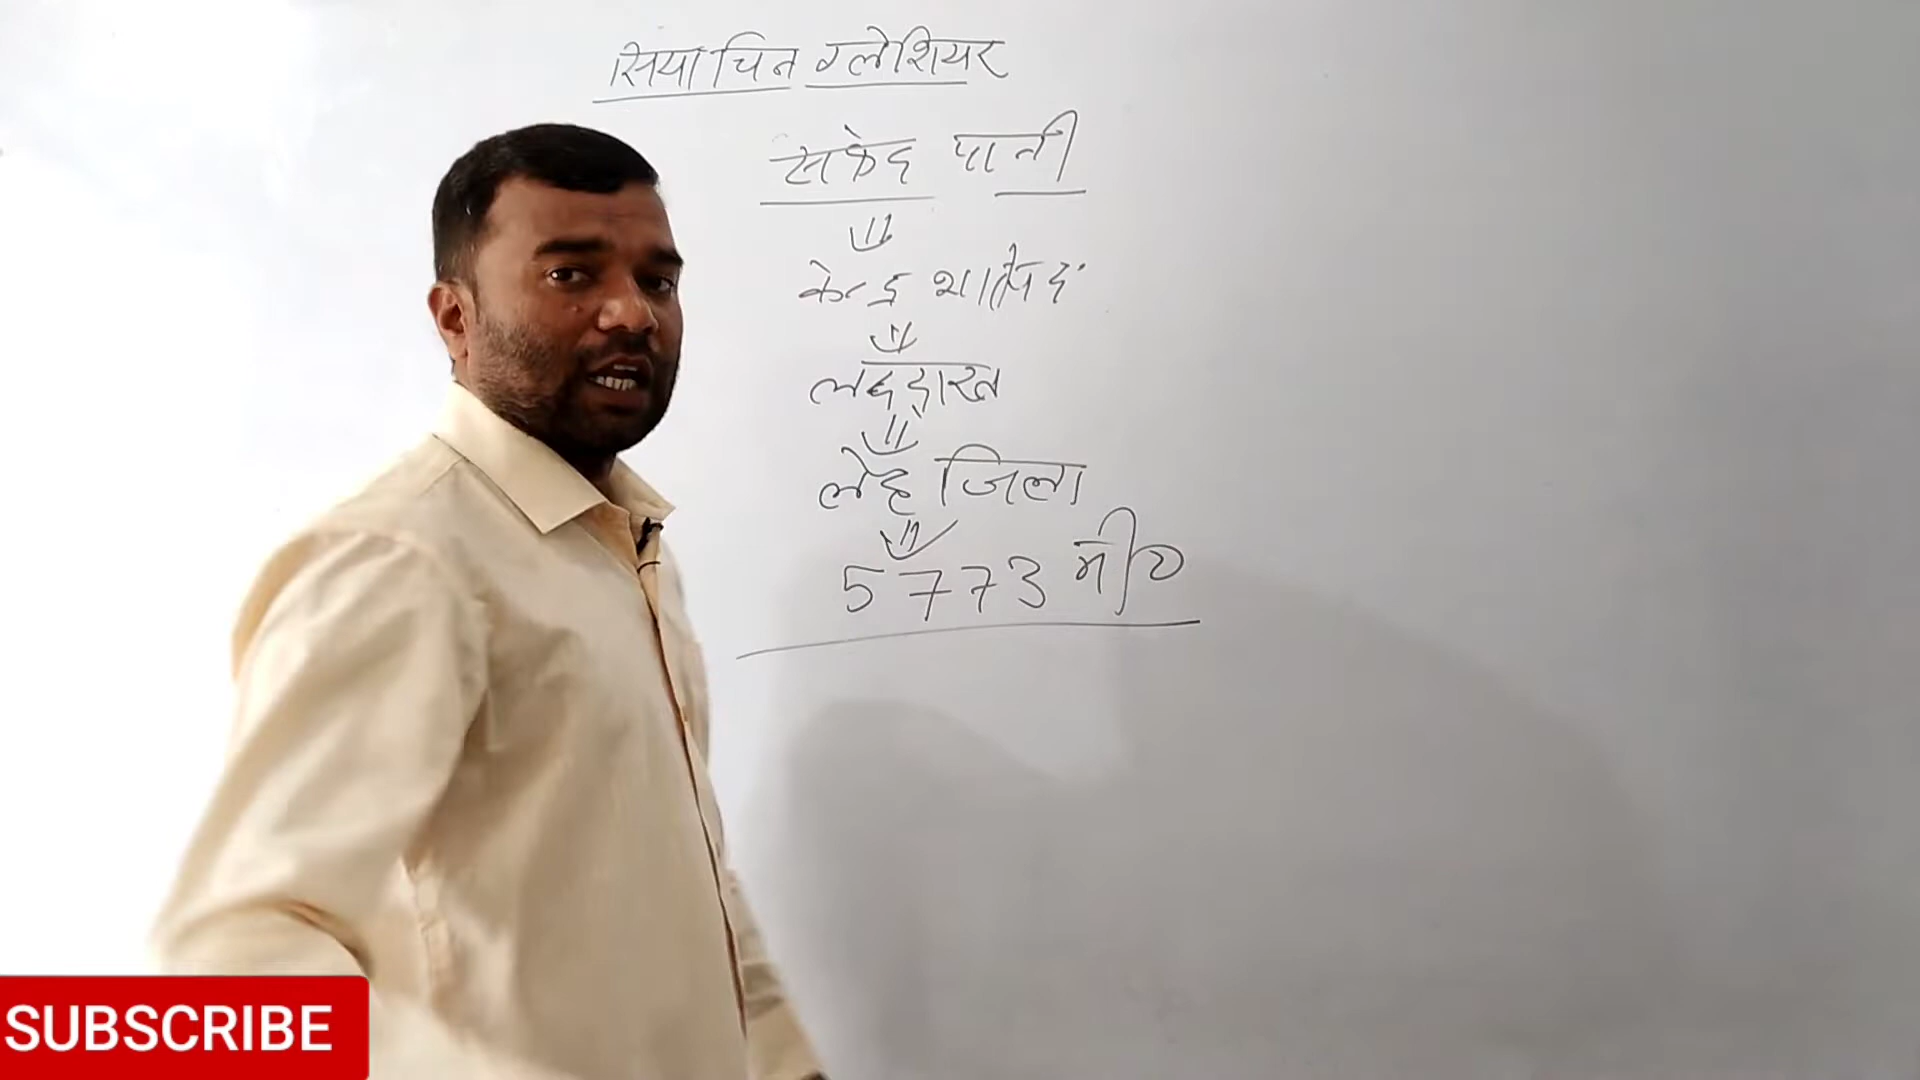 सियाचिन ग्लेशियर
सफेद पानी
केन्द्र
लद्दाख
लेह जिला
5773 मी०
SUBSCRIBE